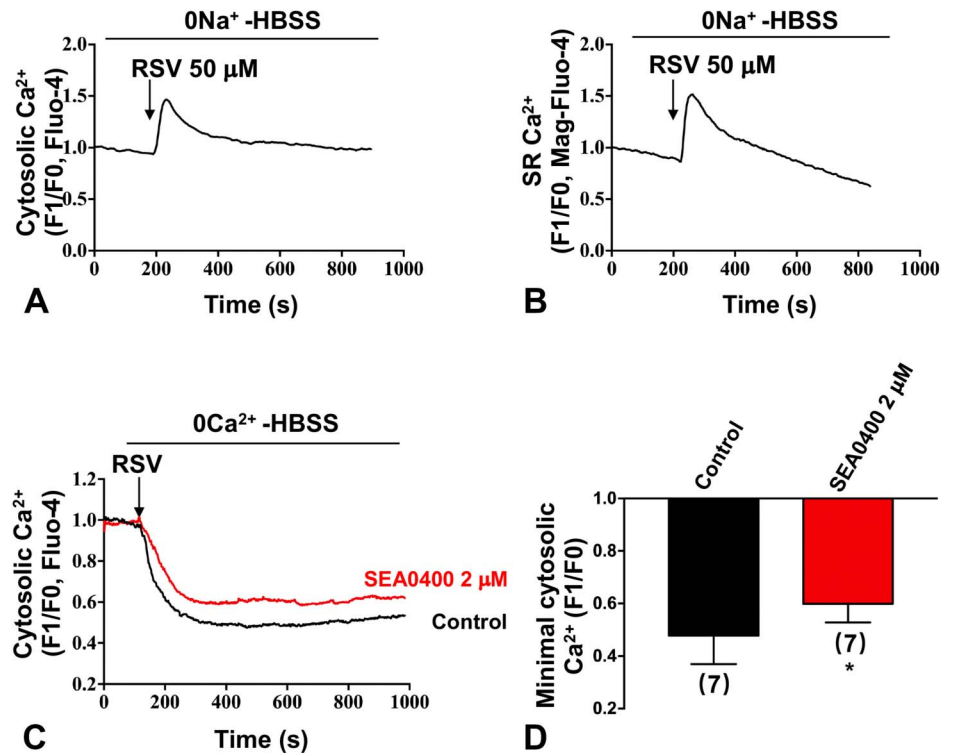 0Na⁺ -HBSS
2.0
1.5
1.0
0.5
0.0
RSV 50 μM
Cytosolic Ca²⁺
(F1/F0, Fluo-4)
0 200 400 600 800 1000
Time (s)
A
0Na⁺ -HBSS
2.0
1.5
1.0
0.5
0.0
RSV 50 μM
SR Ca²⁺
(F1/F0, Mag-Fluo-4)
0 200 400 600 800 1000
Time (s)
B
0Ca²⁺ -HBSS
RSV
1.2
1.0
0.8
0.6
0.4
0.2
Cytosolic Ca²⁺
(F1/F0, Fluo-4)
SEA0400 2 μM
Control
0 200 400 600 800 1000
Time (s)
C
Control
SEA0400 2 μM
1.0
0.8
0.6
0.4
0.2
Minimal cytosolic
Ca²⁺ (F1/F0)
(7)
(7)
*
D